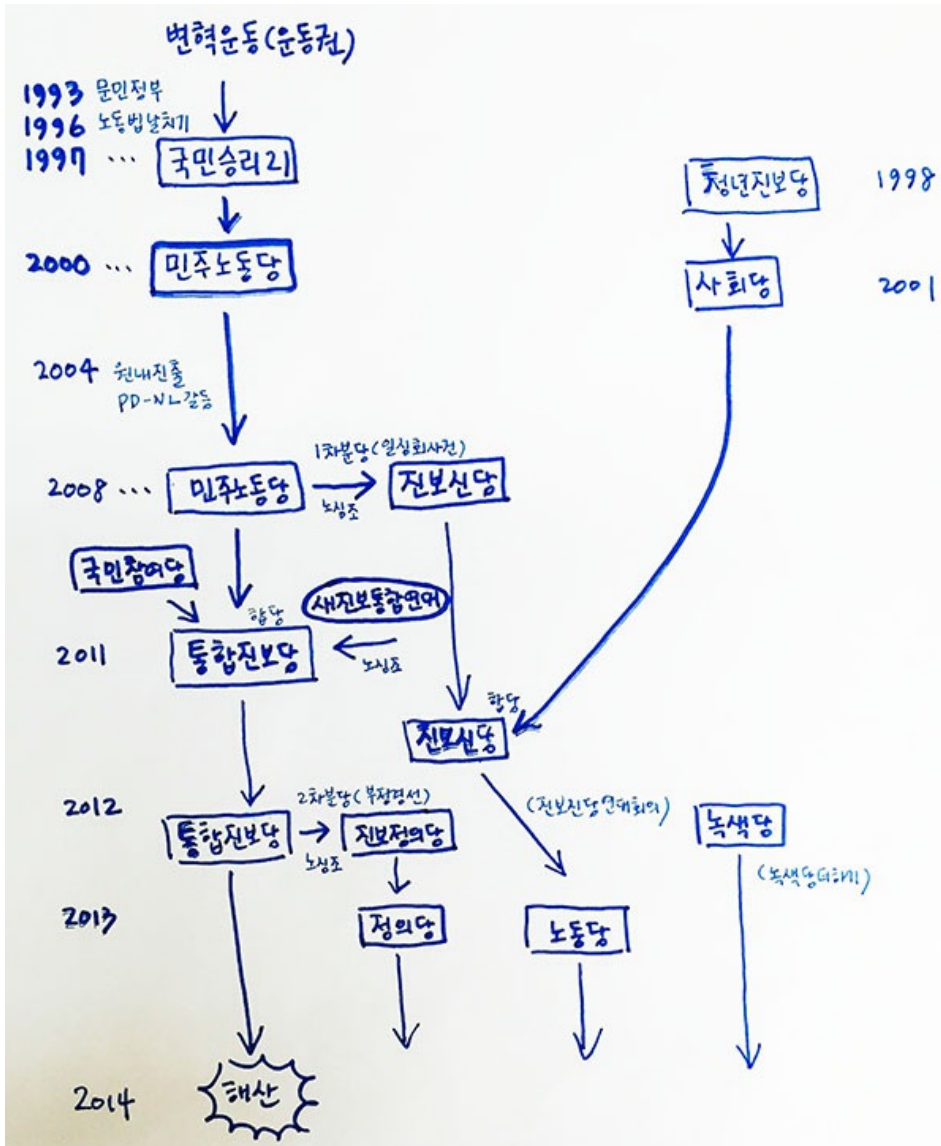 변혁운동(운동권)
1993 문민정부
1996 노동법날치기
1997 ... 국민승리21
청년진보당 1998
2000 ... 민주노동당
사회당 2001
2004 원내진출
PD-NL갈등
1차분당(일심회사건)
2008 ... 민주노동당 진보신당
노심조
국민참여당
새진보통합연대
합당
2011 통합진보당
노심조
합당
진보신당
2012 2차분당(부정경선) (진보진당연대회의)
통합진보당 진보정의당 녹색당
노심조
(녹색당더하기)
2013 정의당 노동당
2014 해산